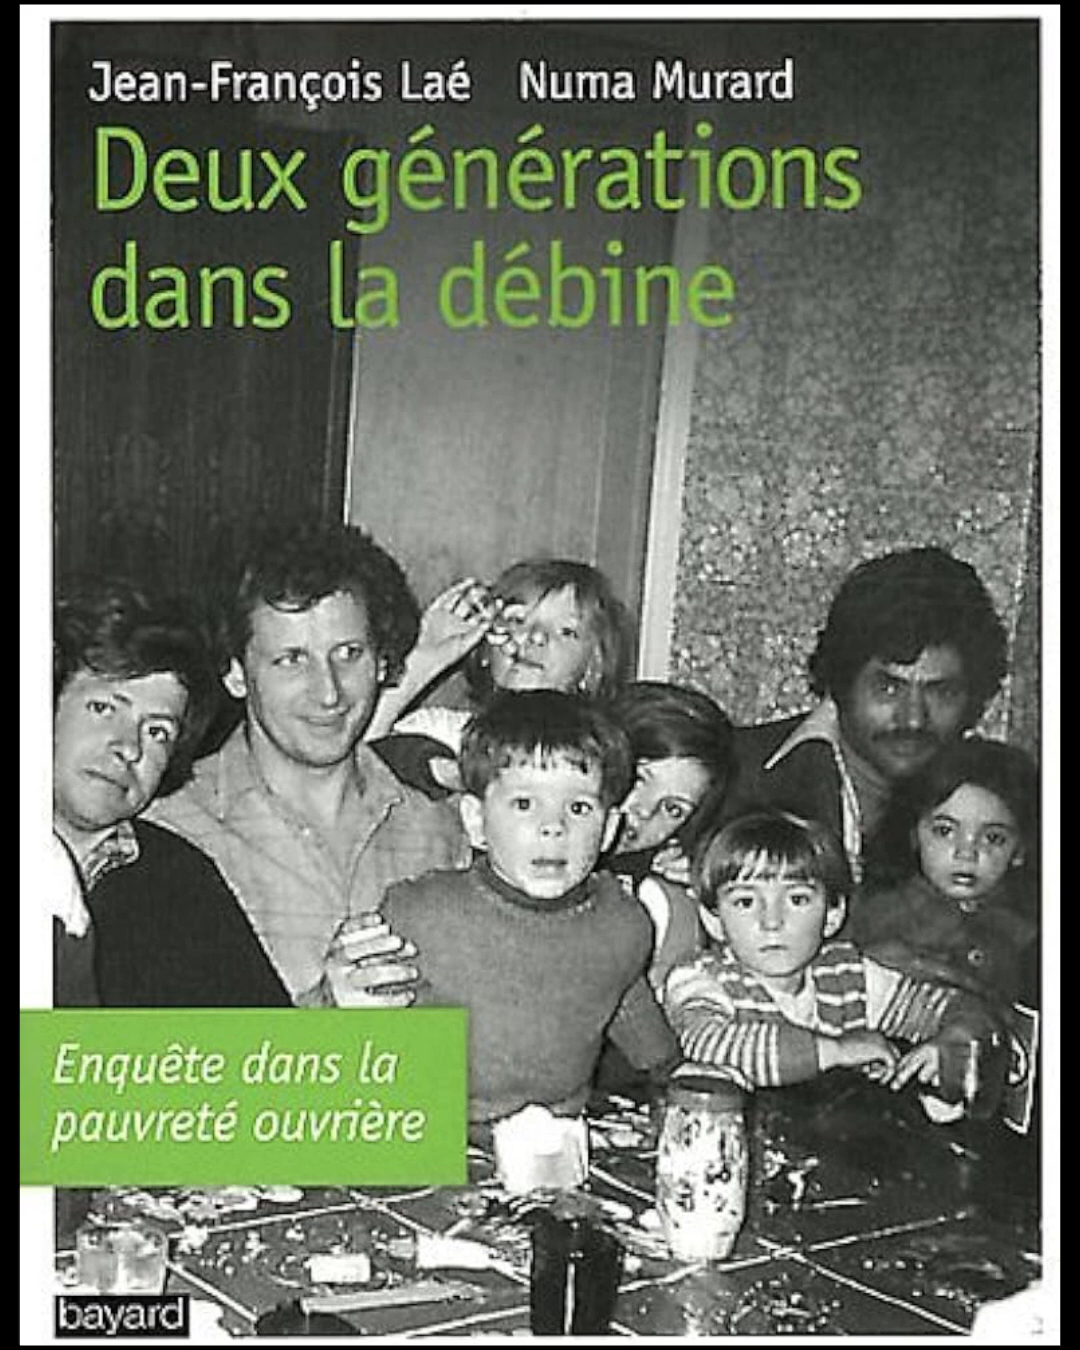 Jean-François Laé Numa Murard
Deux générations
dans la débine
Enquête dans la
pauvreté ouvrière
bayard